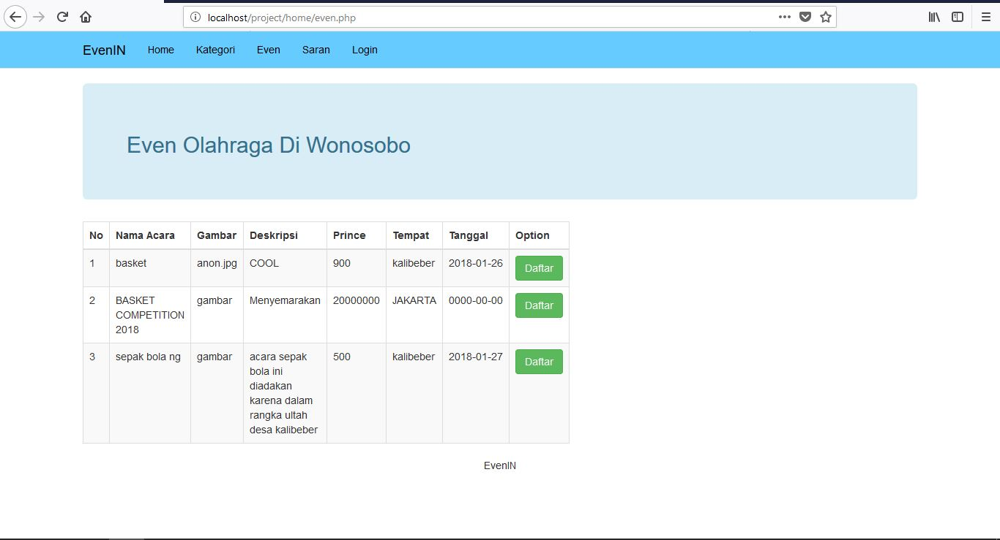 localhost/project/home/even.php
EvenIN Home Kategori Even Saran Login
Even Olahraga Di Wonosobo
No Nama Acara Gambar Deskripsi Prince Tempat Tanggal Option
1 basket anon.jpg COOL 900 kalibeber 2018-01-26 Daftar
2 BASKET gambar Menyemarakan 20000000 JAKARTA 0000-00-00 Daftar
COMPETITION
2018
3 sepak bola ng gambar acara sepak 500 kalibeber 2018-01-27 Daftar
bola ini
diadakan
karena dalam
rangka ultah
desa kalibeber
EvenIN